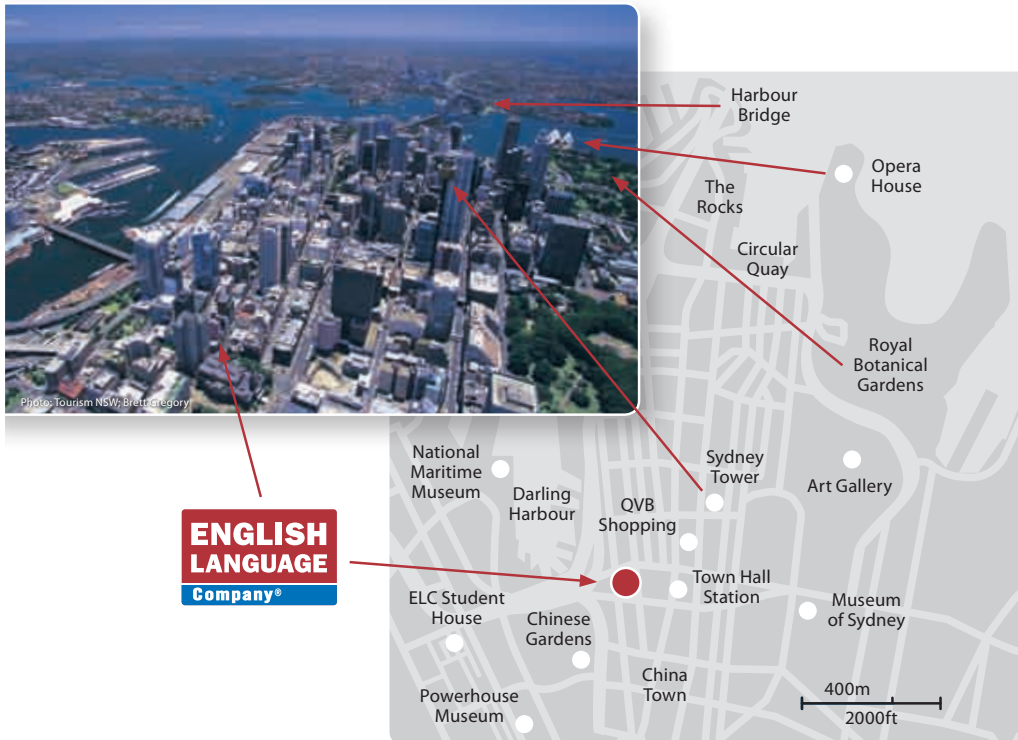 Harbour
Bridge
Opera
House
The
Rocks
Circular
Quay
Royal
Botanical
Gardens
Photo: Tourism NSW; Brett Gregory
National
Maritime
Museum
Darling
Harbour
Sydney
Tower
Art Gallery
QVB
Shopping
ENGLISH
LANGUAGE
Company®
Town Hall
Station
ELC Student
House
Chinese
Gardens
Museum
of Sydney
China
Town
Powerhouse
Museum
400m
2000ft